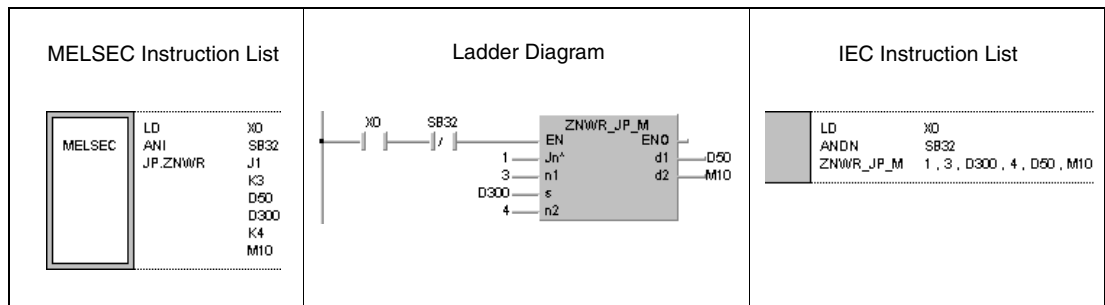 MELSEC Instruction List
MELSEC
LD X0
ANI SB32
JP.ZNWR J1
K3
D50
D300
K4
M10
Ladder Diagram
X0 SB32
ZNWR_JP_M
EN ENO
1 Jn^ d1 D50
3 n1 d2 M10
D300 s
4 n2
IEC Instruction List
LD X0
ANDN SB32
ZNWR_JP_M 1 , 3 , D300 , 4 , D50 , M10